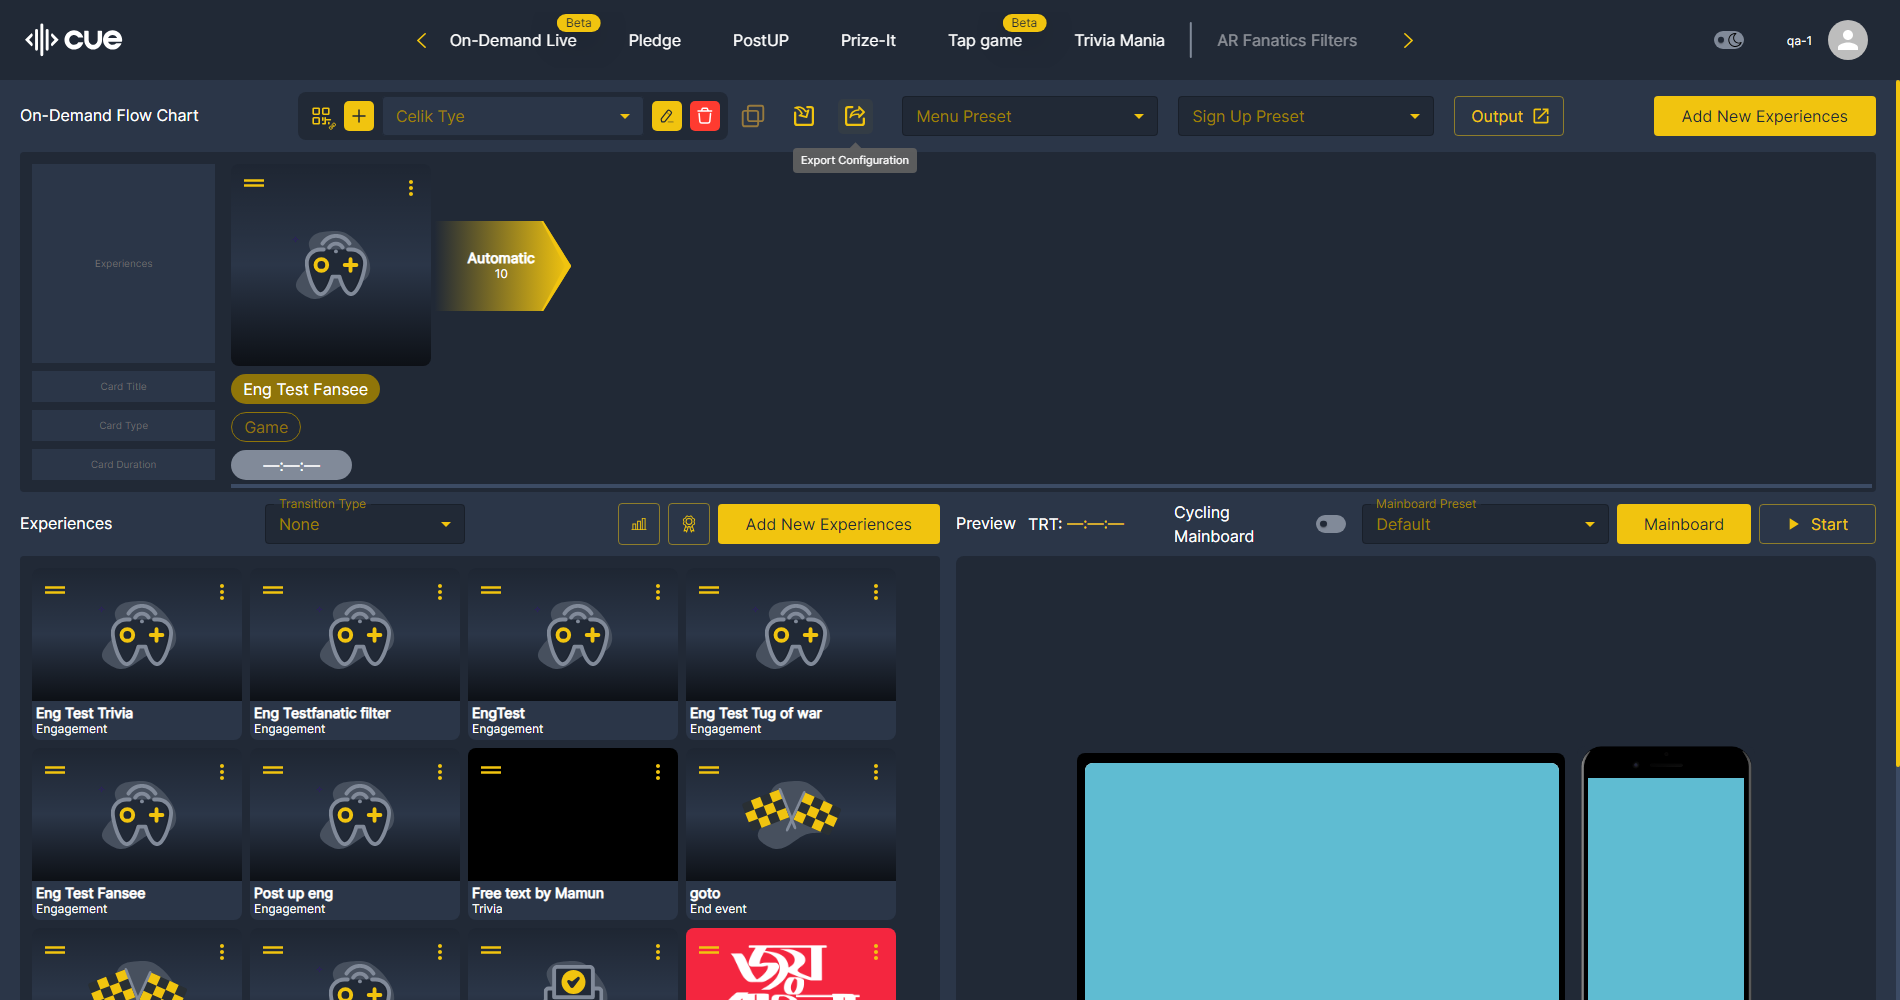 cue
On-Demand Live
Beta
Pledge
PostUP
Prize-It
Tap game
Beta
Trivia Mania
AR Fanatics Filters
qa-1
On-Demand Flow Chart
Celik Tye
Menu Preset
Sign Up Preset
Output
Add New Experiences
Export Configuration
Experiences
Automatic
10
Card Title
Eng Test Fansee
Card Type
Game
Card Duration
—:—:—
Experiences
Transition Type
None
Add New Experiences
Preview
TRT: —:—:—
Cycling
Mainboard
Mainboard Preset
Default
Mainboard
Start
Eng Test Trivia
Engagement
Eng Testfanatic filter
Engagement
EngTest
Engagement
Eng Test Tug of war
Engagement
Eng Test Fansee
Engagement
Post up eng
Engagement
Free text by Mamun
Trivia
goto
End event
জয়